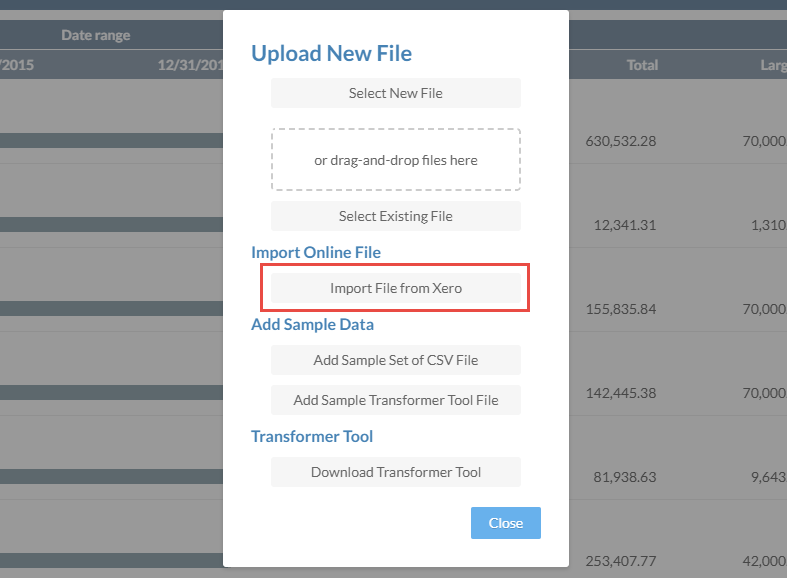 Date range
/2015
12/31/201
Total
Larg
Upload New File
Select New File
or drag-and-drop files here
Select Existing File
Import Online File
Import File from Xero
Add Sample Data
Add Sample Set of CSV File
Add Sample Transformer Tool File
Transformer Tool
Download Transformer Tool
Close
630,532.28 70,000
12,341.31 1,310
155,835.84 70,000
142,445.38 70,000
81,938.63 9,643
253,407.77 42,000